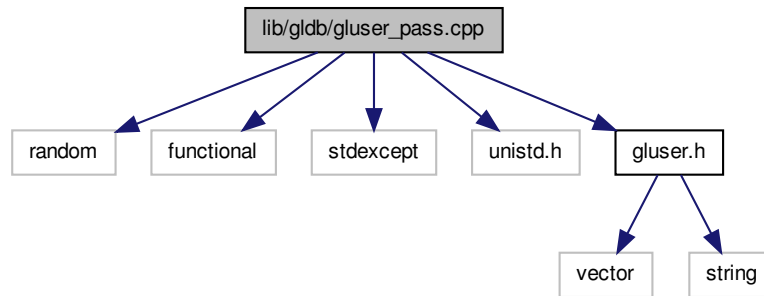 lib/gldb/gluser_pass.cpp
random
functional
stdexcept
unistd.h
gluser.h
vector
string